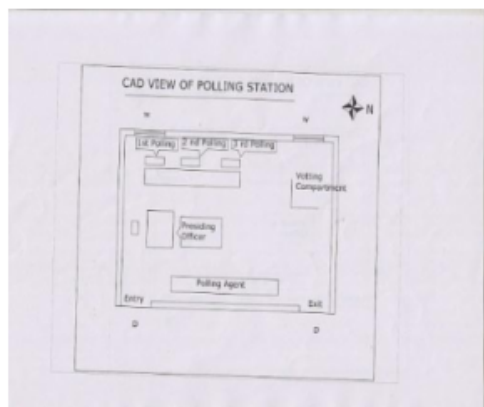 CAD VIEW OF POLLING STATION
N
W
W
1st Polling
2 nd Polling
3 rd Polling
Voting
Compartment
Presiding
Officer
Polling Agent
Entry
Exit
D
D